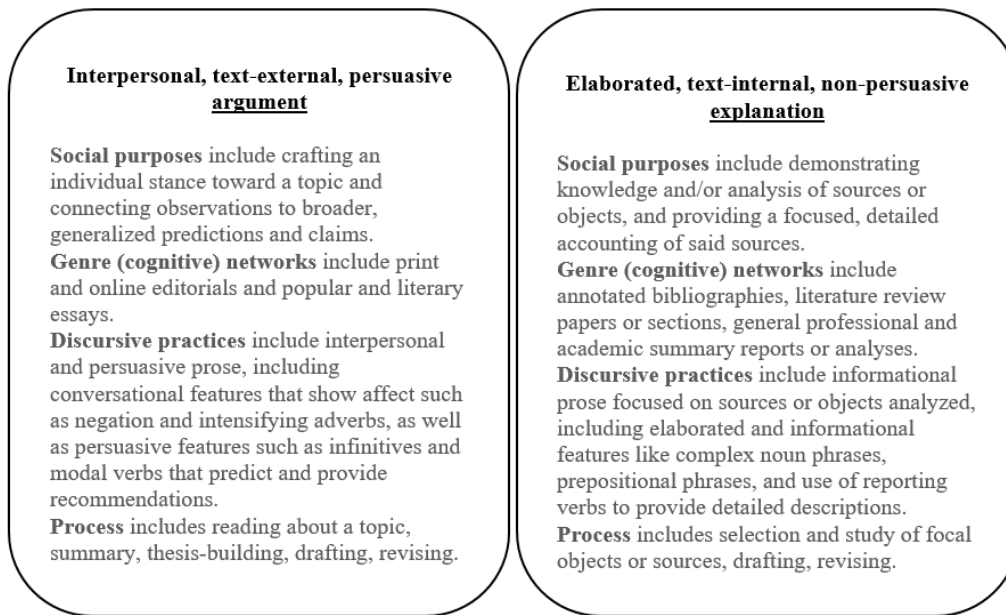 Interpersonal, text-external, persuasive
argument
Social purposes include crafting an
individual stance toward a topic and
connecting observations to broader,
generalized predictions and claims.
Genre (cognitive) networks include print
and online editorials and popular and literary
essays.
Discursive practices include interpersonal
and persuasive prose, including
conversational features that show affect such
as negation and intensifying adverbs, as well
as persuasive features such as infinitives and
modal verbs that predict and provide
recommendations.
Process includes reading about a topic,
summary, thesis-building, drafting, revising.
Elaborated, text-internal, non-persuasive
explanation
Social purposes include demonstrating
knowledge and/or analysis of sources or
objects, and providing a focused, detailed
accounting of said sources.
Genre (cognitive) networks include
annotated bibliographies, literature review
papers or sections, general professional and
academic summary reports or analyses.
Discursive practices include informational
prose focused on sources or objects analyzed,
including elaborated and informational
features like complex noun phrases,
prepositional phrases, and use of reporting
verbs to provide detailed descriptions.
Process includes selection and study of focal
objects or sources, drafting, revising.